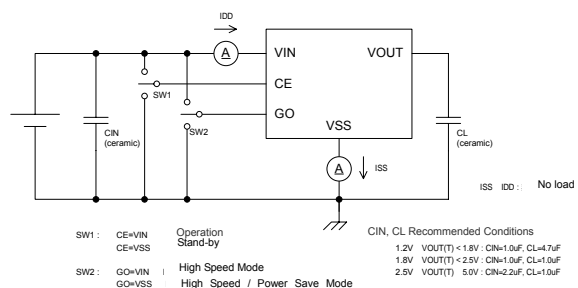 IDD
A
VIN
VOUT
CE
SW1
GO
SW2
VSS
CIN
(ceramic)
CL
(ceramic)
A
ISS
ISS IDD : No load
SW1 : CE=VIN Operation
CE=VSS Stand-by
SW2 : GO=VIN High Speed Mode
GO=VSS High Speed / Power Save Mode
CIN, CL Recommended Conditions
1.2V VOUT(T) < 1.8V : CIN=1.0uF, CL=4.7uF
1.8V VOUT(T) < 2.5V : CIN=1.0uF, CL=1.0uF
2.5V VOUT(T) 5.0V : CIN=2.2uF, CL=1.0uF